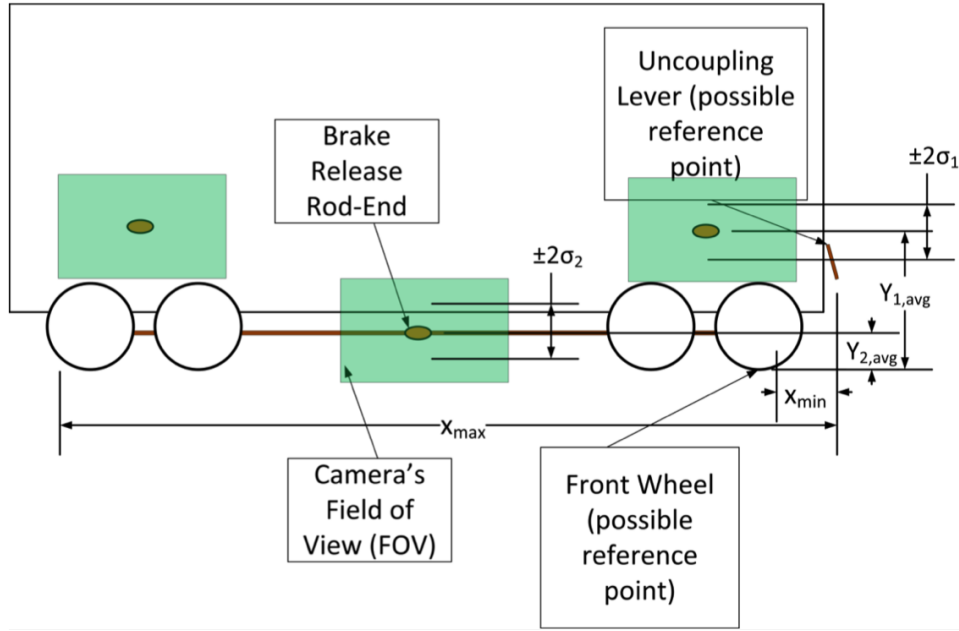 Uncoupling
Lever (possible
reference
point)
Brake
Release
Rod-End
±2σ₁
±2σ₂
Y₁,avg
Y₂,avg
xmin
xmax
Camera's
Field of
View (FOV)
Front Wheel
(possible
reference
point)